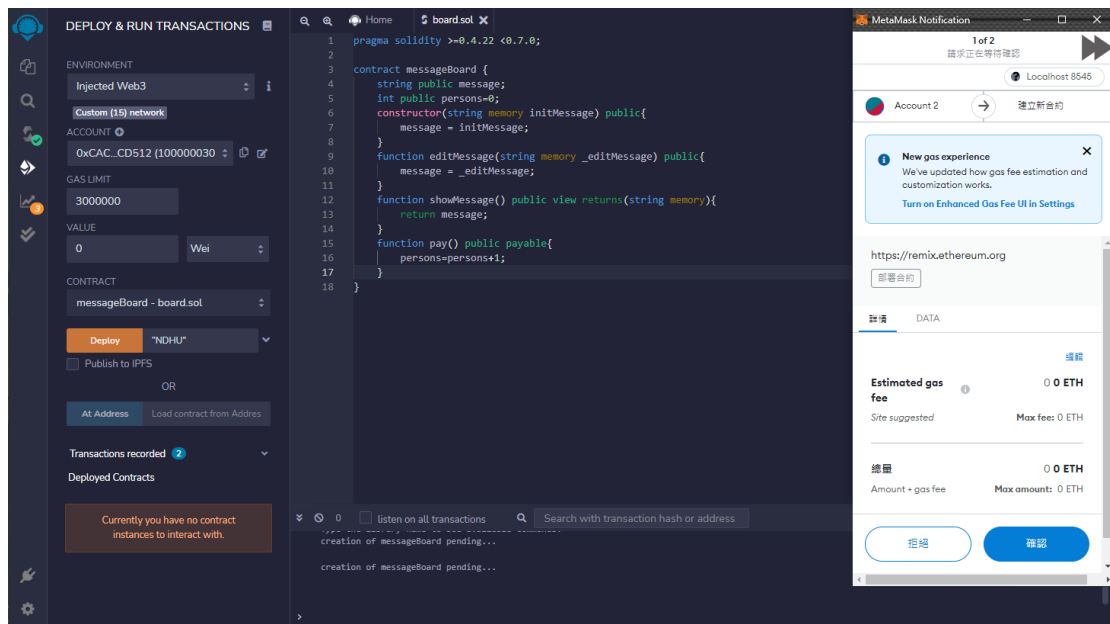 DEPLOY & RUN TRANSACTIONS
ENVIRONMENT
Injected Web3
i
Custom (15) network
ACCOUNT
0xCAC...CD512 (100000030
GAS LIMIT
3000000
VALUE
0
Wei
CONTRACT
messageBoard - board.sol
Deploy
"NDHU"
Publish to IPFS
OR
At Address
Load contract from Addres
Transactions recorded 2
Deployed Contracts
Currently you have no contract
instances to interact with.
3
Home
board.sol
1 pragma solidity >=0.4.22 <0.7.0;
2
3 contract messageBoard {
4 string public message;
5 int public persons=0;
6 constructor(string memory initMessage) public{
7 message = initMessage;
8 }
9 function editMessage(string memory _editMessage) public{
10 message = _editMessage;
11 }
12 function showMessage() public view returns(string memory){
13 return message;
14 }
15 function pay() public payable{
16 persons=persons+1;
17 }
18 }
0
listen on all transactions
Search with transaction hash or address
creation of messageBoard pending...
creation of messageBoard pending...
>
MetaMask Notification
1 of 2
請求正在等待確認
Localhost 8545
Account 2
建立新合約
New gas experience
We've updated how gas fee estimation and
customization works.
Turn on Enhanced Gas Fee UI in Settings
https://remix.ethereum.org
部署合約
詳情
DATA
編輯
Estimated gas
fee
0 0 ETH
Site suggested
Max fee: 0 ETH
總量
0 0 ETH
Amount + gas fee
Max amount: 0 ETH
拒絕
確認